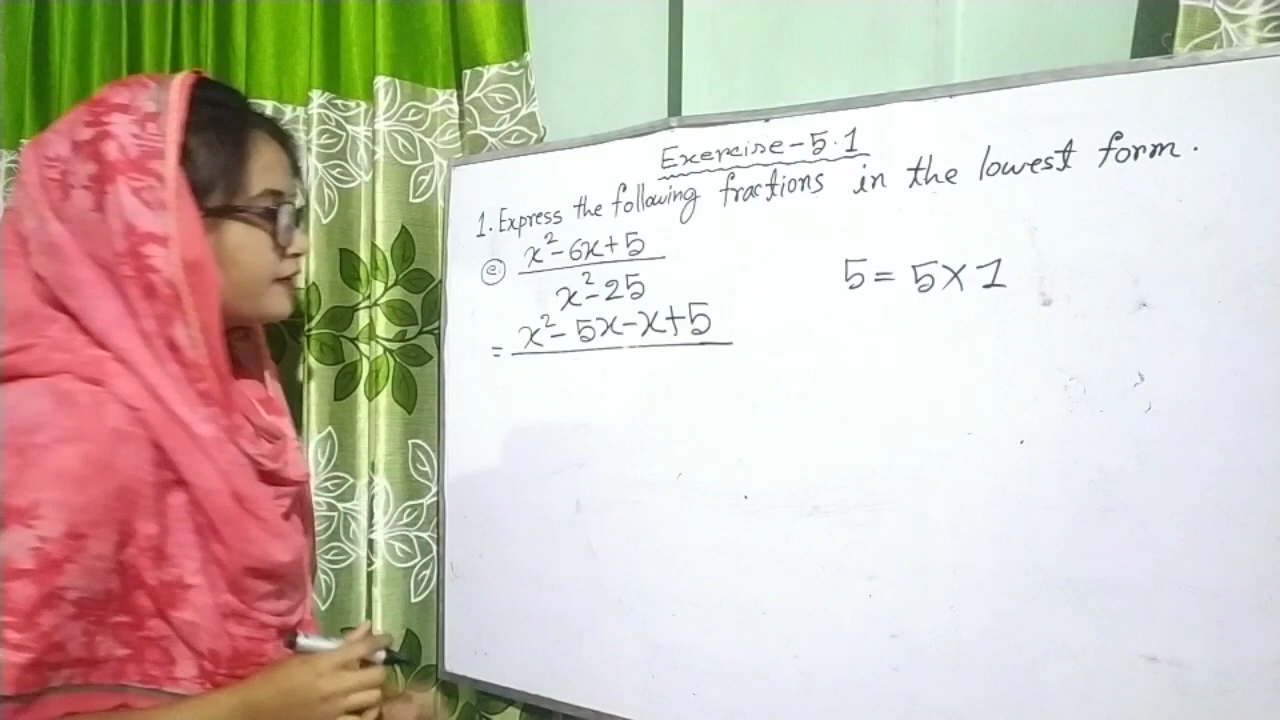 Exercise-5.1
1. Express the following fractions in the lowest form.
(e) x²-6x+5
x²-25
5=5×1
= x²-5x-x+5